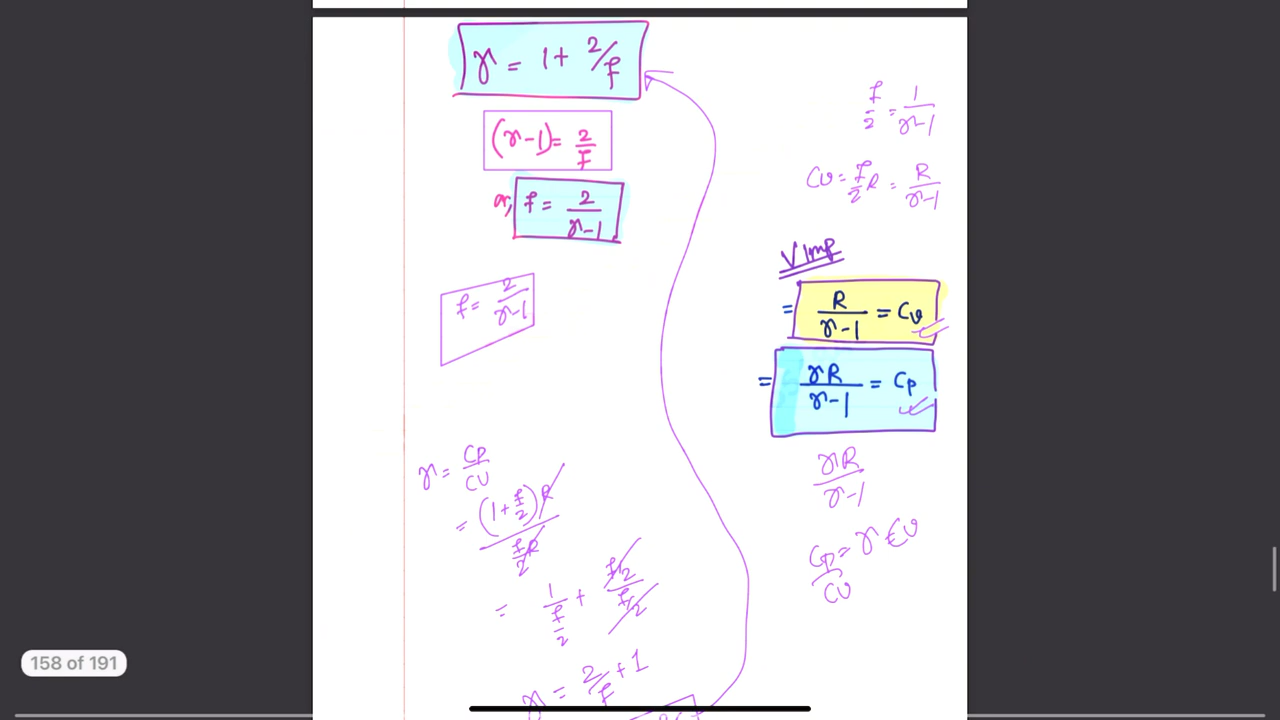 γ = 1 + 2/f
(γ-1) = 2/f
or, f = 2/γ-1
f = 2/γ-1
γ = CP/CV
= (1 + f/2) R / f/2 R
= 1 / f/2 + f/2 / f/2
γ = 2/f + 1
f/2 = 1/γ-1
CV = f/2 R = R/γ-1
V Imp
= R/γ-1 = CV
= γR/γ-1 = CP
γR/γ-1
CP = γ CV
CV
158 of 191